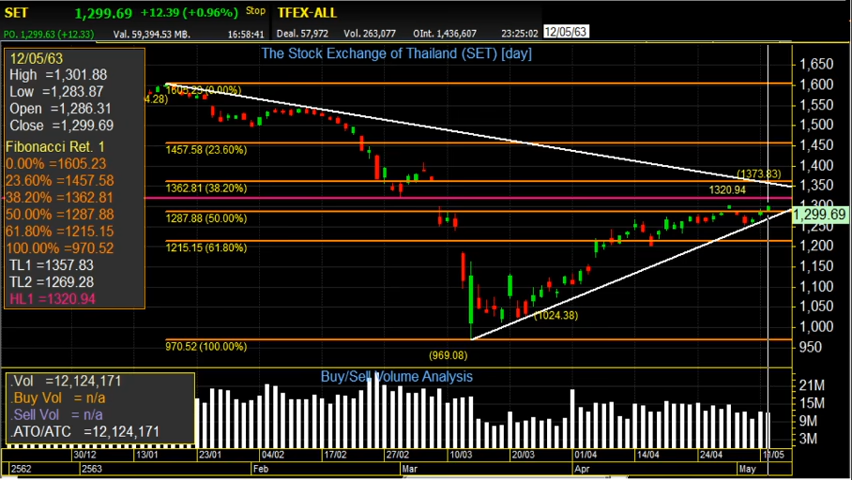 SET 1,299.69 +12.39 (+0.96%) Stop TFEX-ALL
PO. 1,299.63 (+12.33) Val. 59,394.53 MB. 16:58:41 Deal. 57,972 Vol. 263,077 OInt. 1,436,607 23:25:02 12/05/63
The Stock Exchange of Thailand (SET) [day]
12/05/63
High =1,301.88
Low =1,283.87
Open =1,286.31
Close =1,299.69
Fibonacci Ret. 1
0.00% =1605.23
23.60% =1457.58
38.20% =1362.81
50.00% =1287.88
61.80% =1215.15
100.00% =970.52
TL1 =1357.83
TL2 =1269.28
HL1 =1320.94
1605.23 (0.00%)
4.28)
1457.58 (23.60%)
1362.81 (38.20%)
1287.88 (50.00%)
1215.15 (61.80%)
970.52 (100.00%)
(1373.83)
1320.94
(1024.38)
(969.08)
1,650
1,600
1,550
1,500
1,450
1,400
1,350
1,300
1,299.69
1,250
1,200
1,150
1,100
1,050
1,000
950
Buy/Sell Volume Analysis
.Vol =12,124,171
.Buy Vol = n/a
.Sell Vol = n/a
.ATO/ATC =12,124,171
21M
15M
9M
3M
30/12 13/01 23/01 04/02 17/02 27/02 10/03 20/03 01/04 14/04 24/04
2562 2563 Feb Mar Apr May